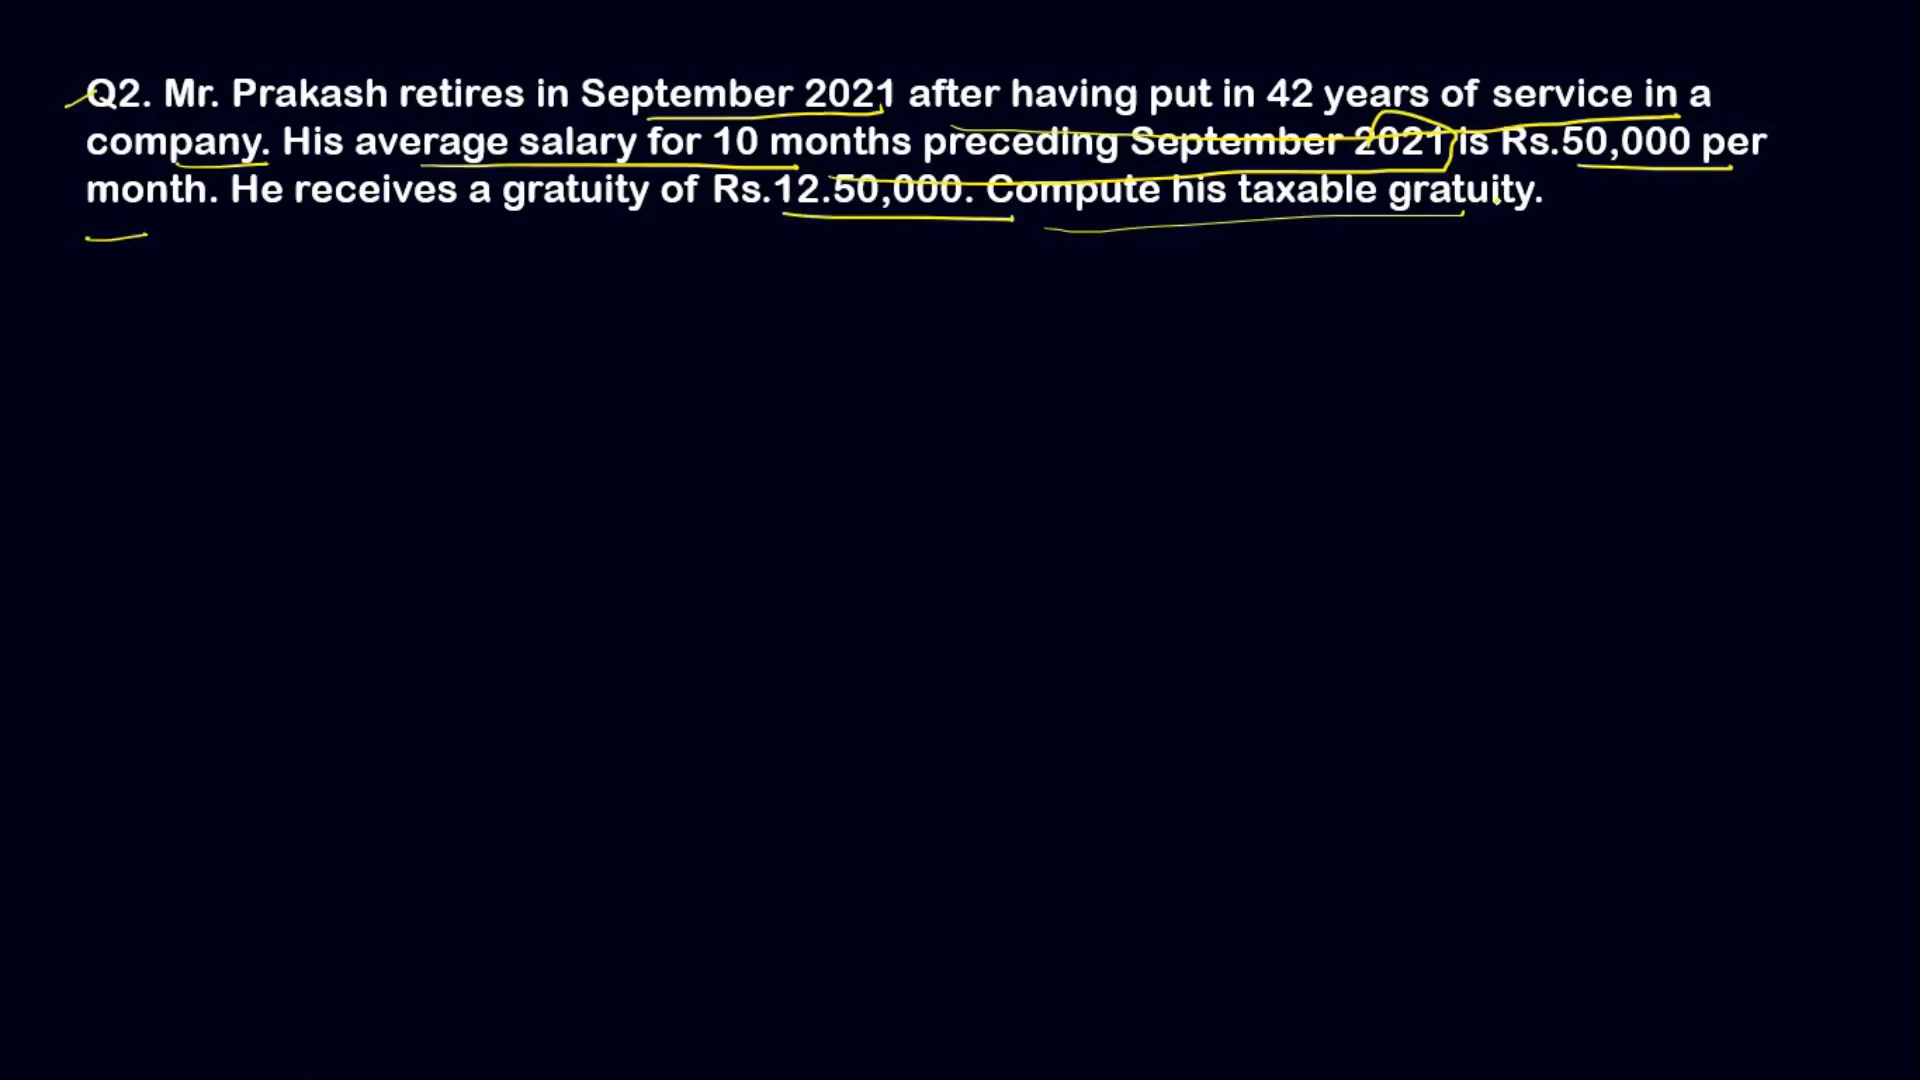 Q2. Mr. Prakash retires in September 2021 after having put in 42 years of service in a
company. His average salary for 10 months preceding September 2021 is Rs.50,000 per
month. He receives a gratuity of Rs.12.50,000. Compute his taxable gratuity.